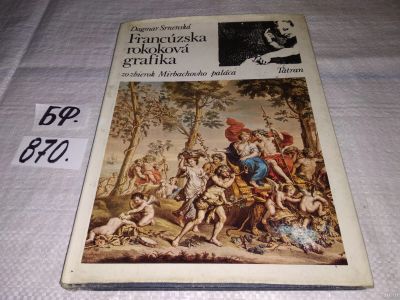 Dagmar Srnenská
Francúzska
rokoková
grafika
zo zbierok Mirbachovho paláca
Tatran
БФ.
870.